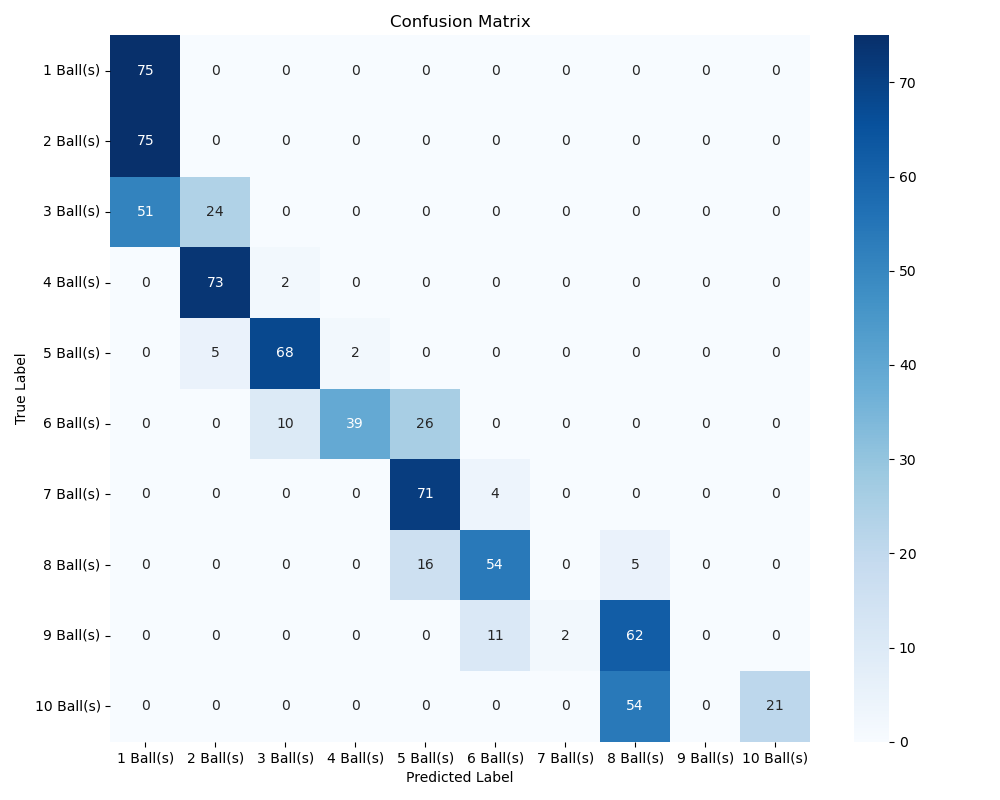 Confusion Matrix
True Label
1 Ball(s) 75 0 0 0 0 0 0 0 0 0
2 Ball(s) 75 0 0 0 0 0 0 0 0 0
3 Ball(s) 51 24 0 0 0 0 0 0 0 0
4 Ball(s) 0 73 2 0 0 0 0 0 0 0
5 Ball(s) 0 5 68 2 0 0 0 0 0 0
6 Ball(s) 0 0 10 39 26 0 0 0 0 0
7 Ball(s) 0 0 0 0 71 4 0 0 0 0
8 Ball(s) 0 0 0 0 16 54 0 5 0 0
9 Ball(s) 0 0 0 0 0 11 2 62 0 0
10 Ball(s) 0 0 0 0 0 0 0 54 0 21
1 Ball(s) 2 Ball(s) 3 Ball(s) 4 Ball(s) 5 Ball(s) 6 Ball(s) 7 Ball(s) 8 Ball(s) 9 Ball(s) 10 Ball(s)
Predicted Label
70
60
50
40
30
20
10
0